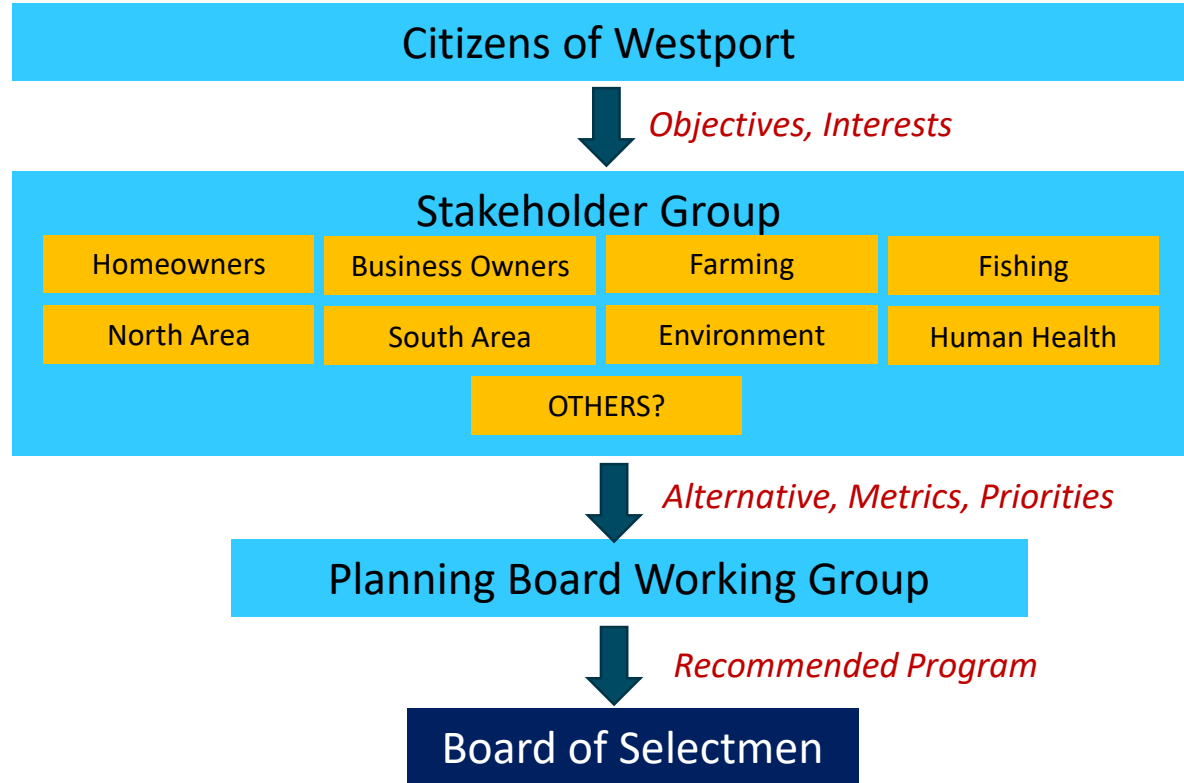 Citizens of Westport
Objectives, Interests
Stakeholder Group
Homeowners
Business Owners
Farming
Fishing
North Area
South Area
Environment
Human Health
OTHERS?
Alternative, Metrics, Priorities
Planning Board Working Group
Recommended Program
Board of Selectmen